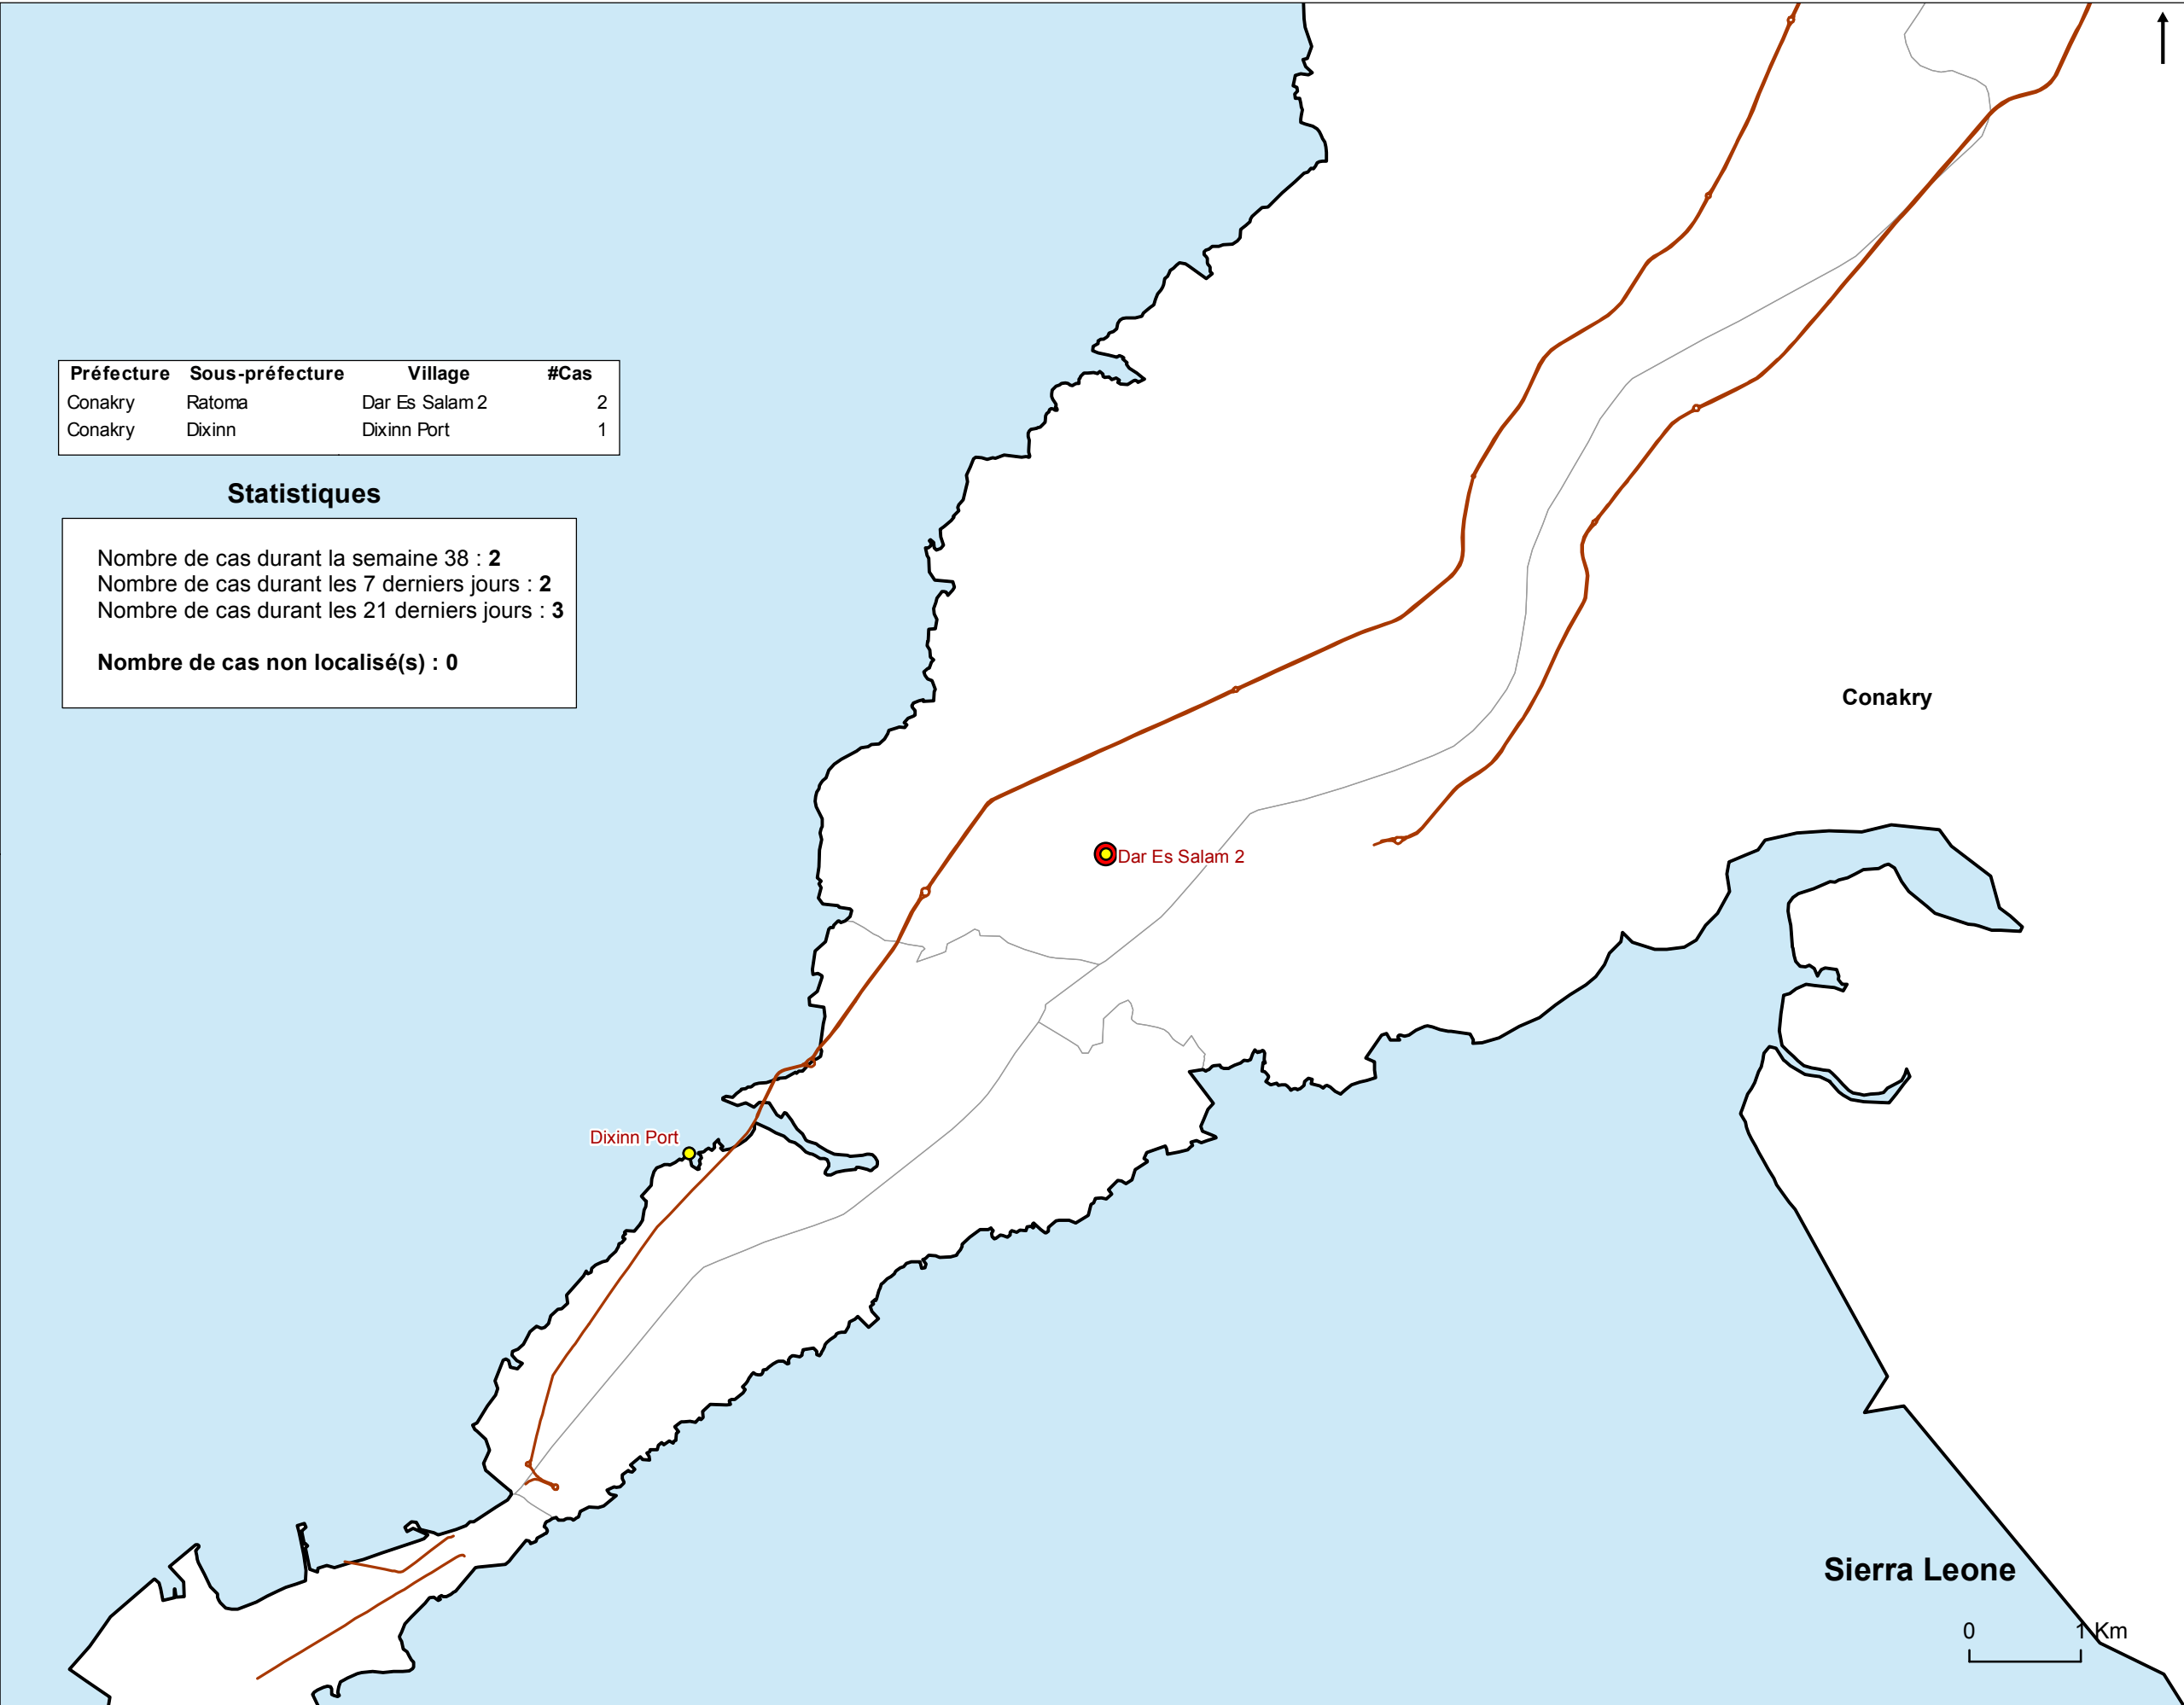 Préfecture Sous-préfecture Village #Cas
Conakry Ratoma Dar Es Salam 2 2
Conakry Dixinn Dixinn Port 1
Statistiques
Nombre de cas durant la semaine 38 : 2
Nombre de cas durant les 7 derniers jours : 2
Nombre de cas durant les 21 derniers jours : 3
Nombre de cas non localisé(s) : 0
Conakry
Dar Es Salam 2
Dixinn Port
Sierra Leone
0 1 Km